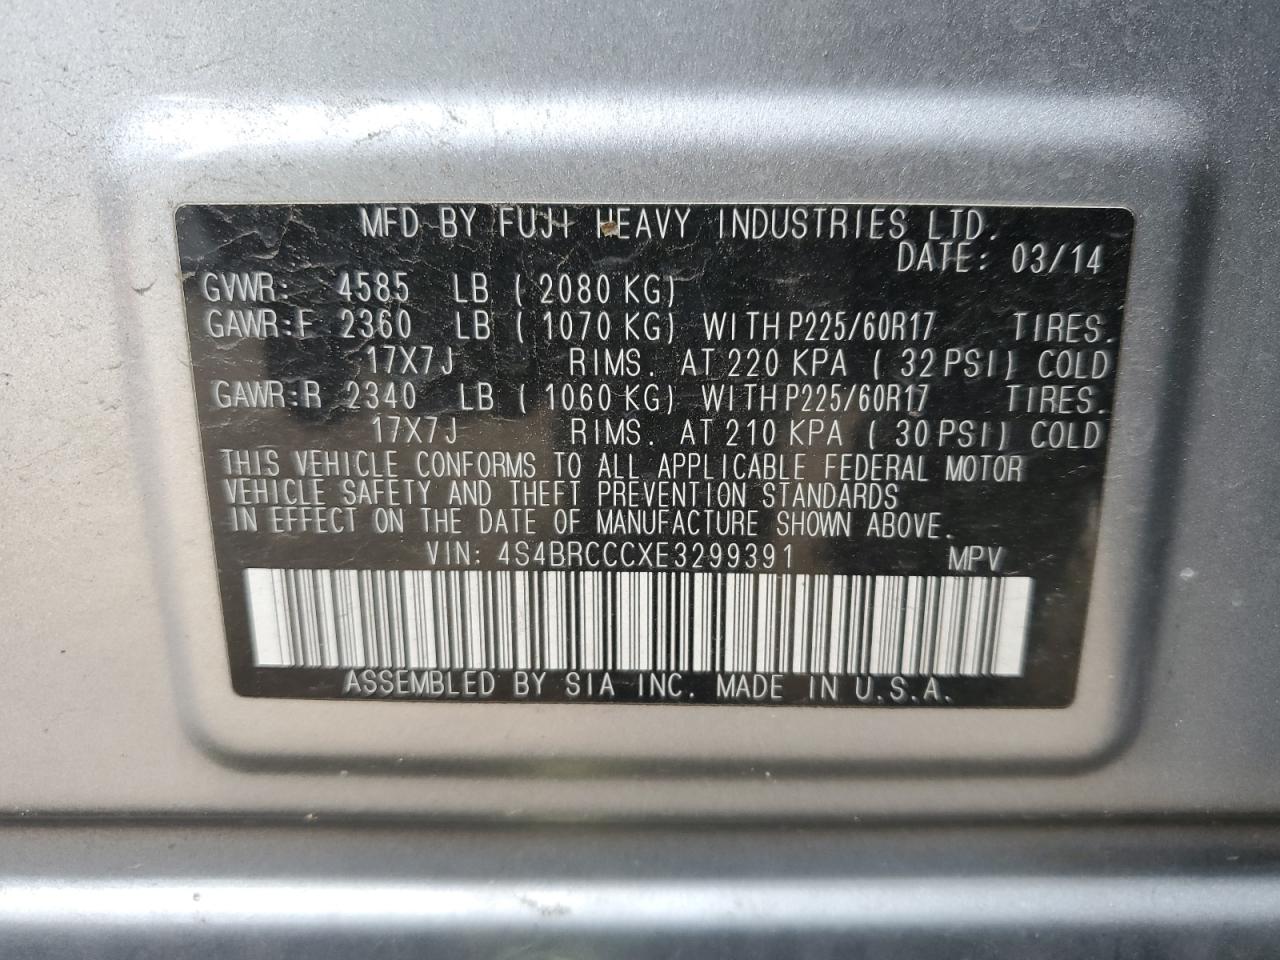 MFD BY FUJI HEAVY INDUSTRIES LTD.
DATE: 03/14
GVWR: 4585 LB ( 2080 KG)
GAWR:F 2360 LB ( 1070 KG) WITH P225/60R17 TIRES.
17X7J RIMS. AT 220 KPA ( 32 PSI) COLD
GAWR:R 2340 LB ( 1060 KG) WITH P225/60R17 TIRES.
17X7J RIMS. AT 210 KPA ( 30 PSI) COLD
THIS VEHICLE CONFORMS TO ALL APPLICABLE FEDERAL MOTOR
VEHICLE SAFETY AND THEFT PREVENTION STANDARDS
IN EFFECT ON THE DATE OF MANUFACTURE SHOWN ABOVE.
VIN: 4S4BRCCCXE3299391 MPV
ASSEMBLED BY SIA INC. MADE IN U.S.A.